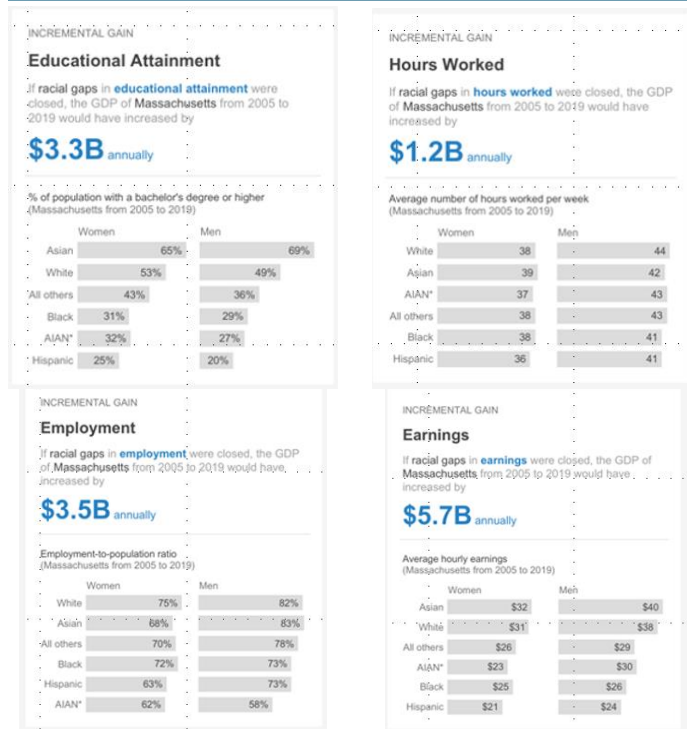 INCREMENTAL GAIN
Educational Attainment
If racial gaps in educational attainment were
closed, the GDP of Massachusetts from 2005 to
2019 would have increased by
$3.3B annually
% of population with a bachelor's degree or higher
(Massachusetts from 2005 to 2019)
Women Men
Asian 65% 69%
White 53% 49%
All others 43% 36%
Black 31% 29%
AIAN* 32% 27%
Hispanic 25% 20%
INCREMENTAL GAIN
Hours Worked
If racial gaps in hours worked were closed, the GDP
of Massachusetts from 2005 to 2019 would have
increased by
$1.2B annually
Average number of hours worked per week
(Massachusetts from 2005 to 2019)
Women Men
White 38 44
Asian 39 42
AIAN* 37 43
All others 38 43
Black 38 41
Hispanic 36 41
INCREMENTAL GAIN
Employment
If racial gaps in employment were closed, the GDP
of Massachusetts from 2005 to 2019 would have
increased by
$3.5B annually
Employment-to-population ratio
(Massachusetts from 2005 to 2019)
Women Men
White 75% 82%
Asian 68% 83%
All others 70% 78%
Black 72% 73%
Hispanic 63% 73%
AIAN* 62% 58%
INCREMENTAL GAIN
Earnings
If racial gaps in earnings were closed, the GDP of
Massachusetts from 2005 to 2019 would have
increased by
$5.7B annually
Average hourly earnings
(Massachusetts from 2005 to 2019)
Women Men
Asian $32 $40
White $31 $38
All others $26 $29
AIAN* $23 $30
Black $25 $26
Hispanic $21 $24